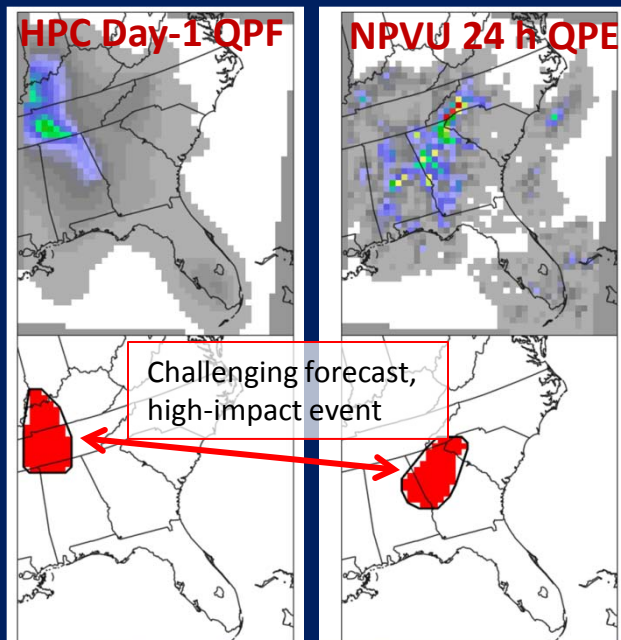 HPC Day-1 QPF
NPVU 24 h QPE
Challenging forecast,
high-impact event